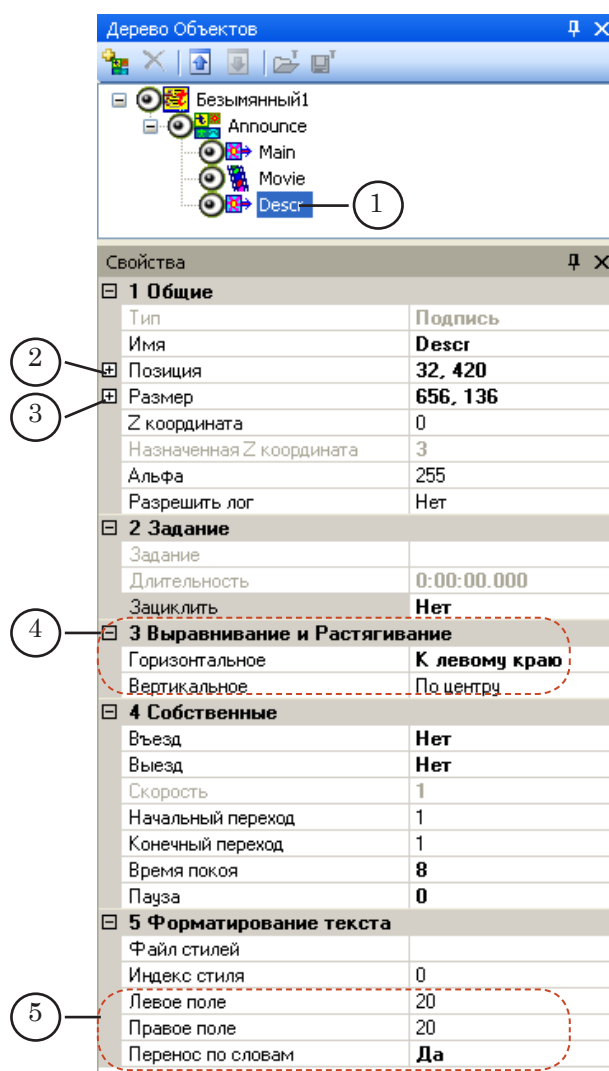 Дерево Объектов
Безымянный1
Announce
Main
Movie
Descr
1
Свойства
1 Общие
Тип Подпись
Имя Descr
2 Позиция 32, 420
3 Размер 656, 136
Z координата 0
Назначенная Z координата 3
Альфа 255
Разрешить лог Нет
2 Задание
Задание
Длительность 0:00:00.000
Зациклить Нет
4 3 Выравнивание и Растягивание
Горизонтальное К левому краю
Вертикальное По центру
4 Собственные
Въезд Нет
Выезд Нет
Скорость 1
Начальный переход 1
Конечный переход 1
Время покоя 8
Пауза 0
5 Форматирование текста
Файл стилей
Индекс стиля 0
5 Левое поле 20
Правое поле 20
Перенос по словам Да